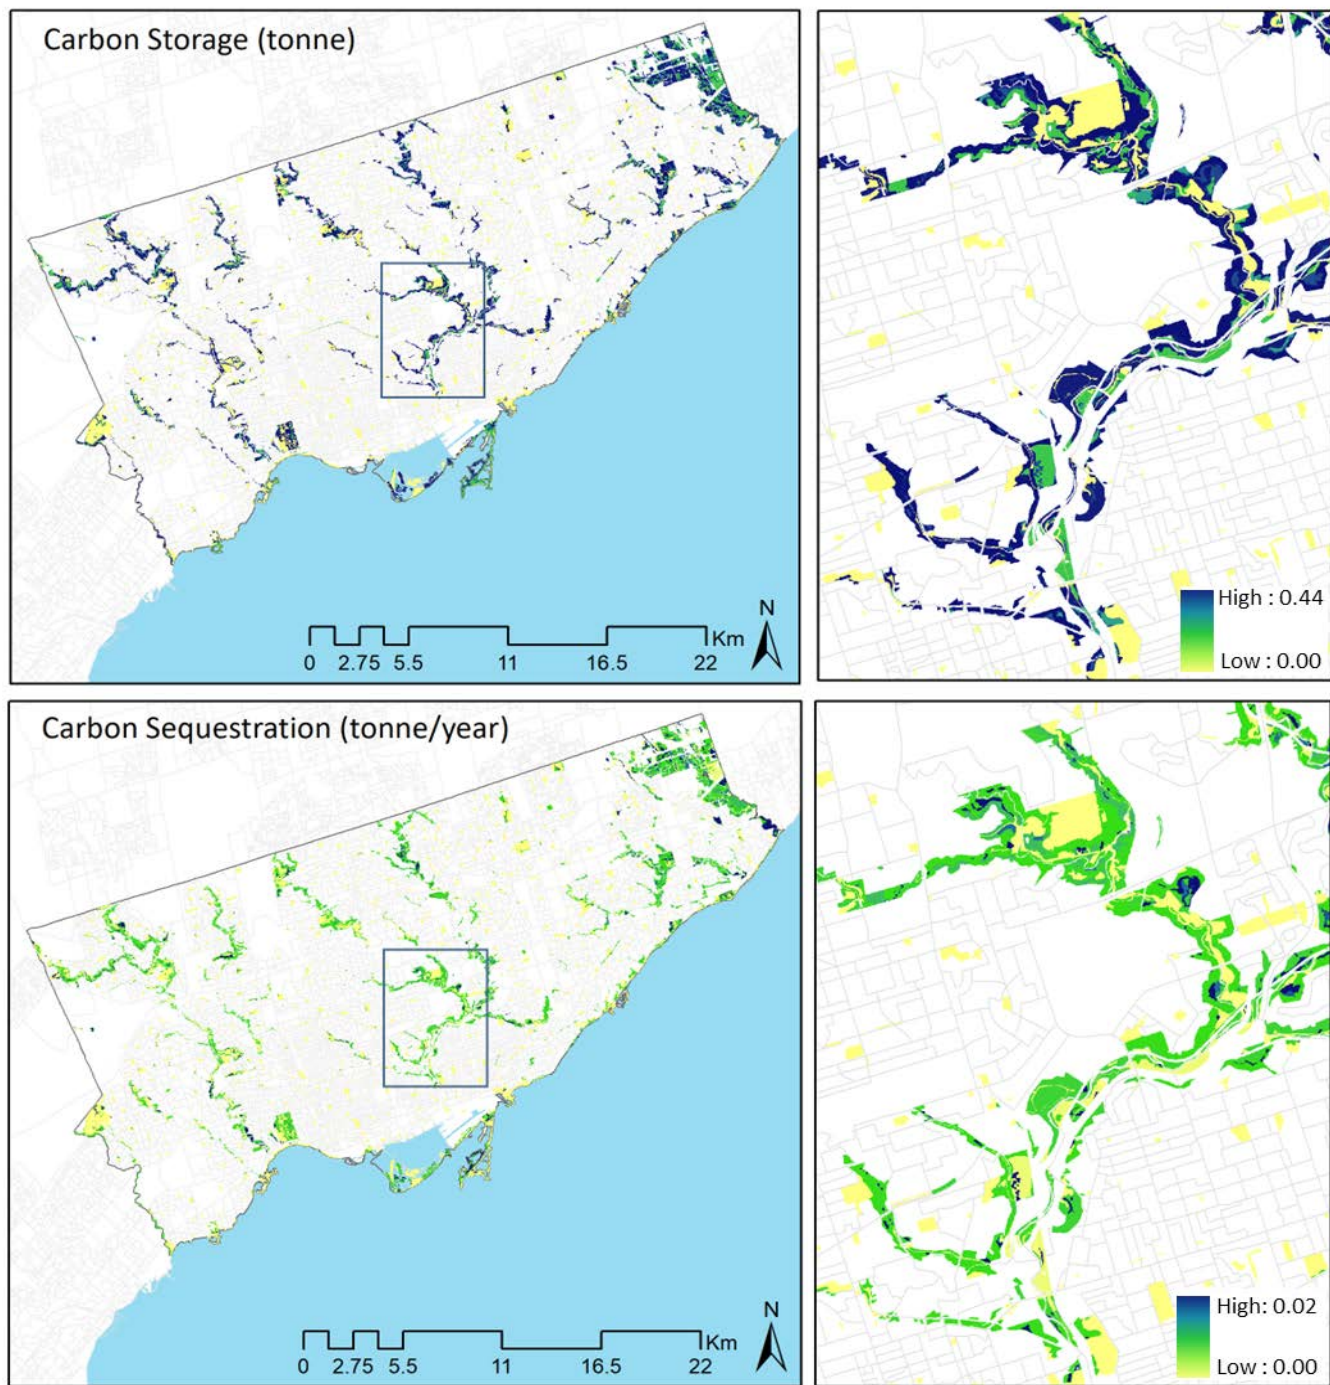 Carbon Storage (tonne)
N
Km
0 2.75 5.5 11 16.5 22
High : 0.44
Low : 0.00
Carbon Sequestration (tonne/year)
N
Km
0 2.75 5.5 11 16.5 22
High: 0.02
Low : 0.00